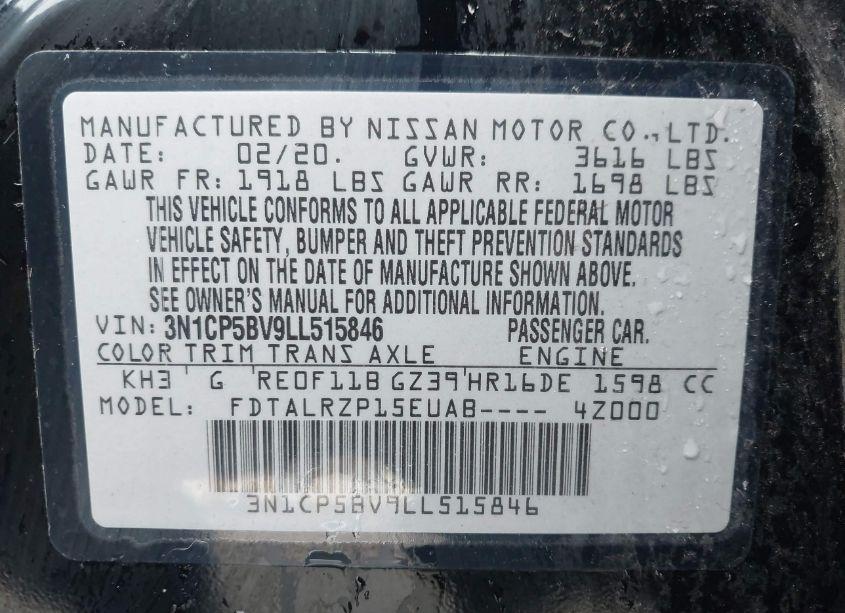 MANUFACTURED BY NISSAN MOTOR CO., LTD.
DATE: 02/20. GVWR: 3616 LBS
GAWR FR: 1918 LBS GAWR RR: 1698 LBS
THIS VEHICLE CONFORMS TO ALL APPLICABLE FEDERAL MOTOR
VEHICLE SAFETY, BUMPER AND THEFT PREVENTION STANDARDS
IN EFFECT ON THE DATE OF MANUFACTURE SHOWN ABOVE.
SEE OWNER'S MANUAL FOR ADDITIONAL INFORMATION.
VIN: 3N1CP5BV9LL515846 PASSENGER CAR.
COLOR TRIM TRANS AXLE ENGINE
KH3 G RE0F11B GZ39 HR16DE 1598 CC
MODEL: FDTALRZP15EUAB---- 4Z000
3N1CP5BV9LL515846